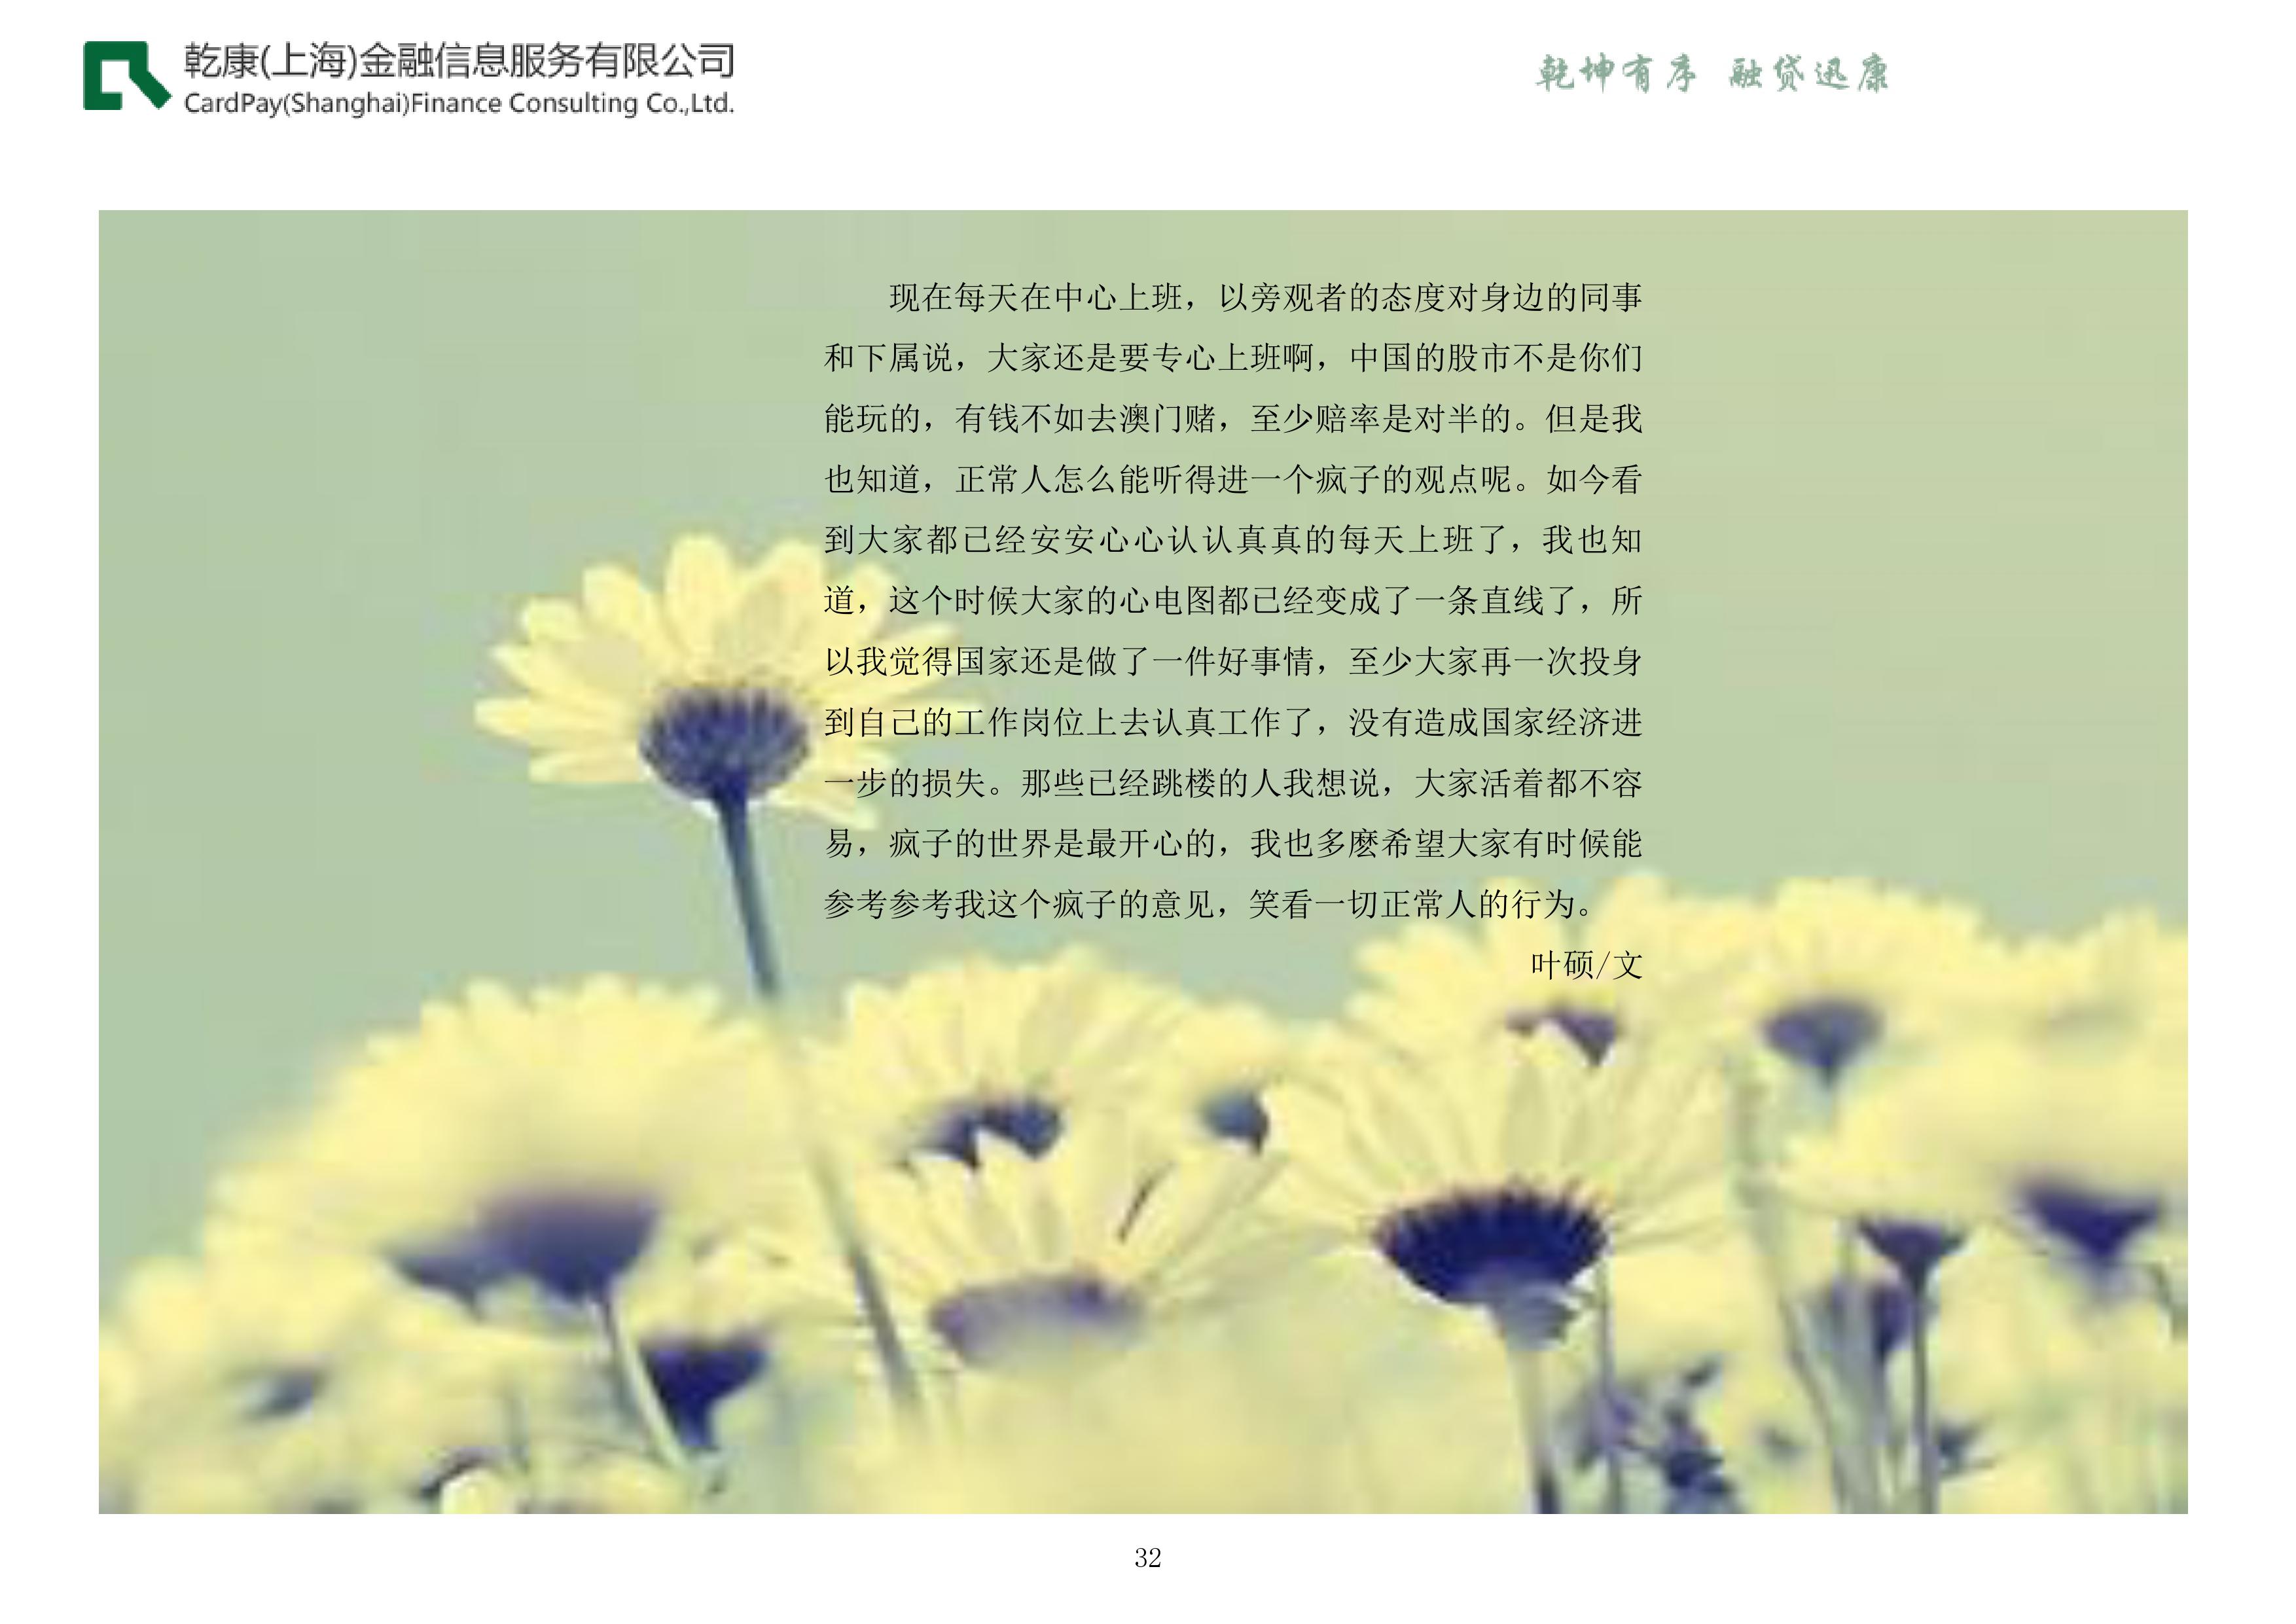 乾康(上海)金融信息服务有限公司
CardPay(Shanghai)Finance Consulting Co.,Ltd.
乾坤有序 融贷迅康
现在每天在中心上班，以旁观者的态度对身边的同事
和下属说，大家还是要专心上班啊，中国的股市不是你们
能玩的，有钱不如去澳门赌，至少赔率是对半的。但是我
也知道，正常人怎么能听得进一个疯子的观点呢。如今看
到大家都已经安安心心认认真真的每天上班了，我也知
道，这个时候大家的心电图都已经变成了一条直线了，所
以我觉得国家还是做了一件好事情，至少大家再一次投身
到自己的工作岗位上去认真工作了，没有造成国家经济进
一步的损失。那些已经跳楼的人我想说，大家活着都不容
易，疯子的世界是最开心的，我也多麽希望大家有时候能
参考参考我这个疯子的意见，笑看一切正常人的行为。
叶硕/文
32